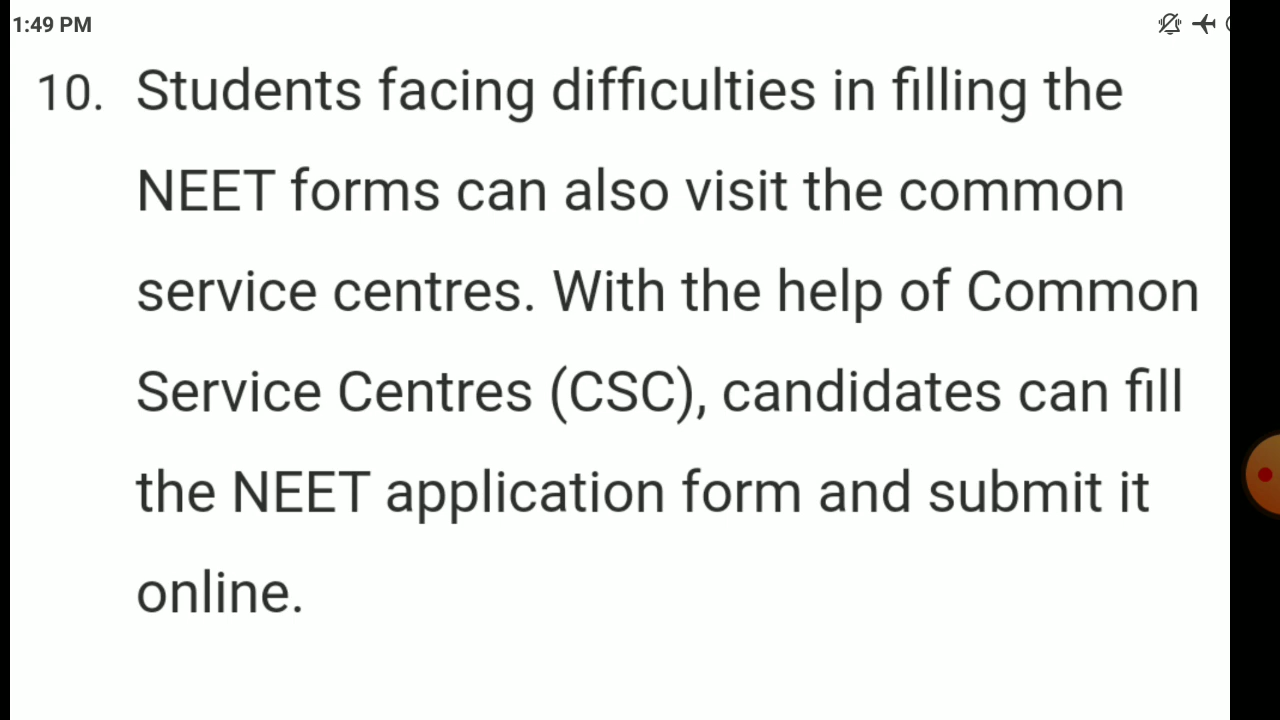 1:49 PM
10. Students facing difficulties in filling the
NEET forms can also visit the common
service centres. With the help of Common
Service Centres (CSC), candidates can fill
the NEET application form and submit it
online.